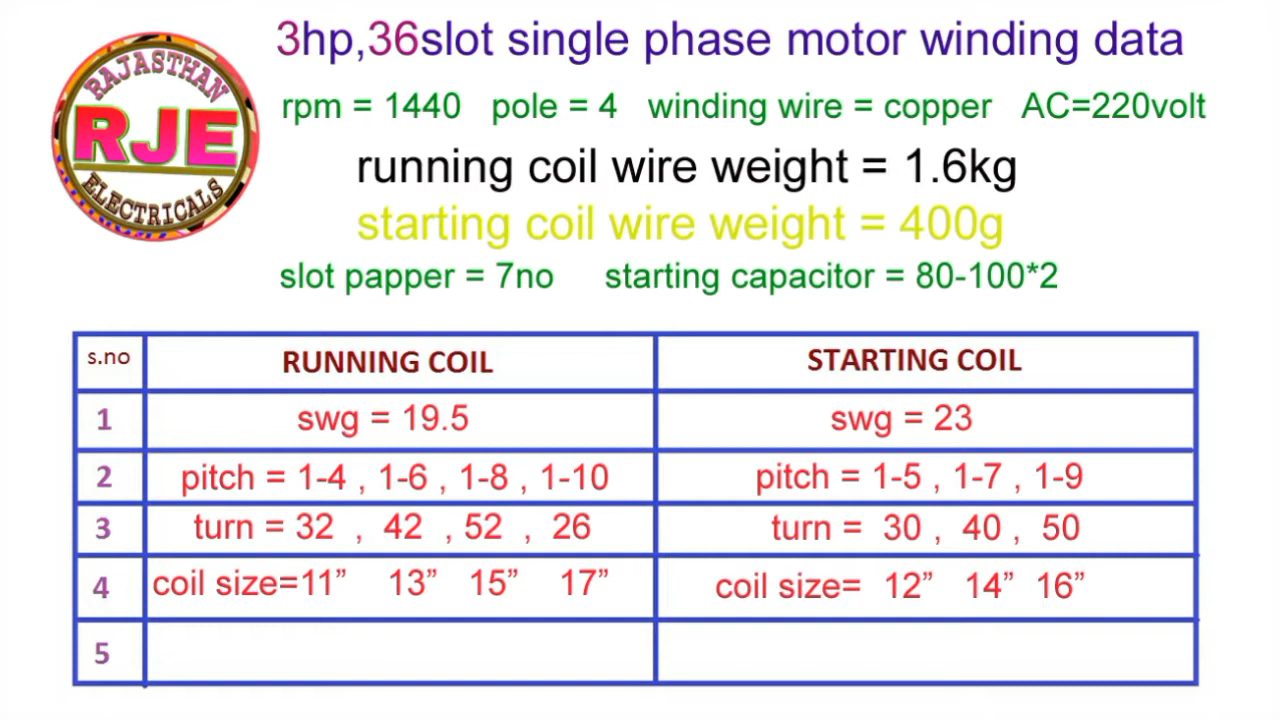 3hp,36slot single phase motor winding data
RAJASTHAN
RJE
ELECTRICALS
rpm = 1440 pole = 4 winding wire = copper AC=220volt
running coil wire weight = 1.6kg
starting coil wire weight = 400g
slot papper = 7no starting capacitor = 80-100*2
s.no RUNNING COIL STARTING COIL
1 swg = 19.5 swg = 23
2 pitch = 1-4 , 1-6 , 1-8 , 1-10 pitch = 1-5 , 1-7 , 1-9
3 turn = 32 , 42 , 52 , 26 turn = 30 , 40 , 50
4 coil size=11” 13” 15” 17” coil size= 12” 14” 16”
5